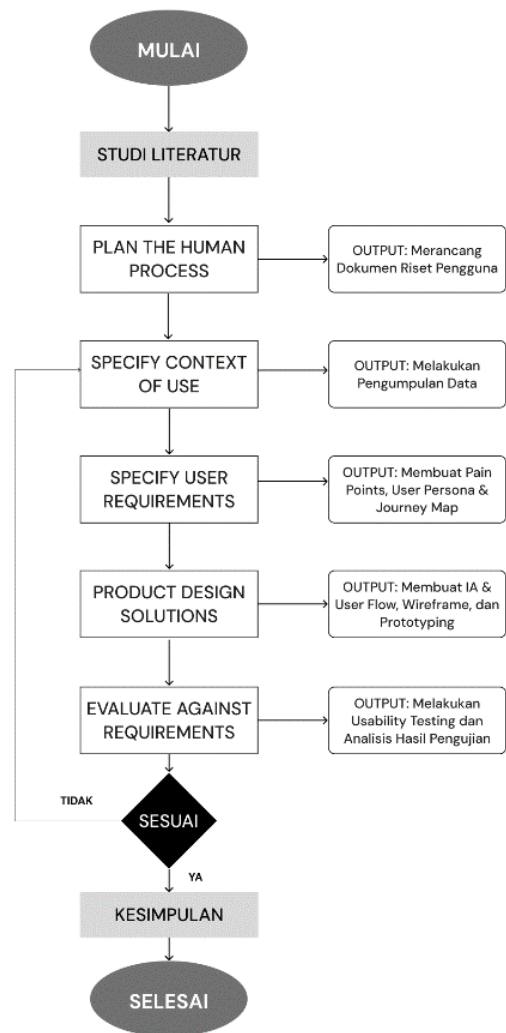 MULAI
STUDI LITERATUR
PLAN THE HUMAN
PROCESS
OUTPUT: Merancang
Dokumen Riset Pengguna
SPECIFY CONTEXT
OF USE
OUTPUT: Melakukan
Pengumpulan Data
SPECIFY USER
REQUIREMENTS
OUTPUT: Membuat Pain
Points, User Persona &
Journey Map
PRODUCT DESIGN
SOLUTIONS
OUTPUT: Membuat IA &
User Flow, Wireframe, dan
Prototyping
EVALUATE AGAINST
REQUIREMENTS
OUTPUT: Melakukan
Usability Testing dan
Analisis Hasil Pengujian
TIDAK
SESUAI
YA
KESIMPULAN
SELESAI